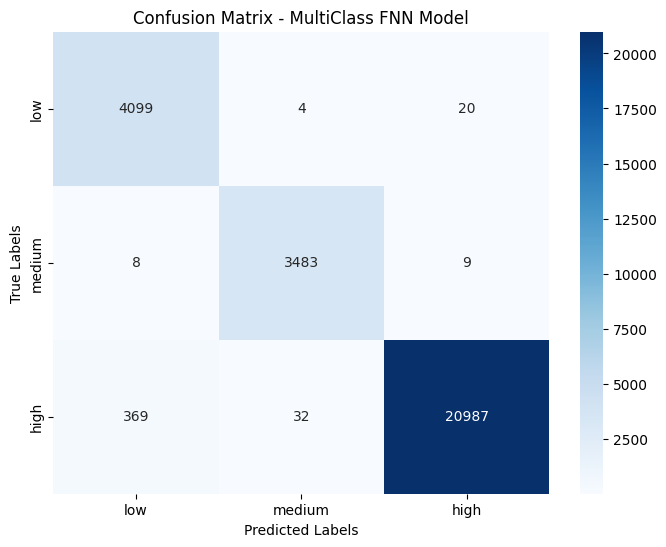 Confusion Matrix - MultiClass FNN Model
True Labels
low
4099 4 20
medium
8 3483 9
high
369 32 20987
low medium high
Predicted Labels
20000
17500
15000
12500
10000
7500
5000
2500